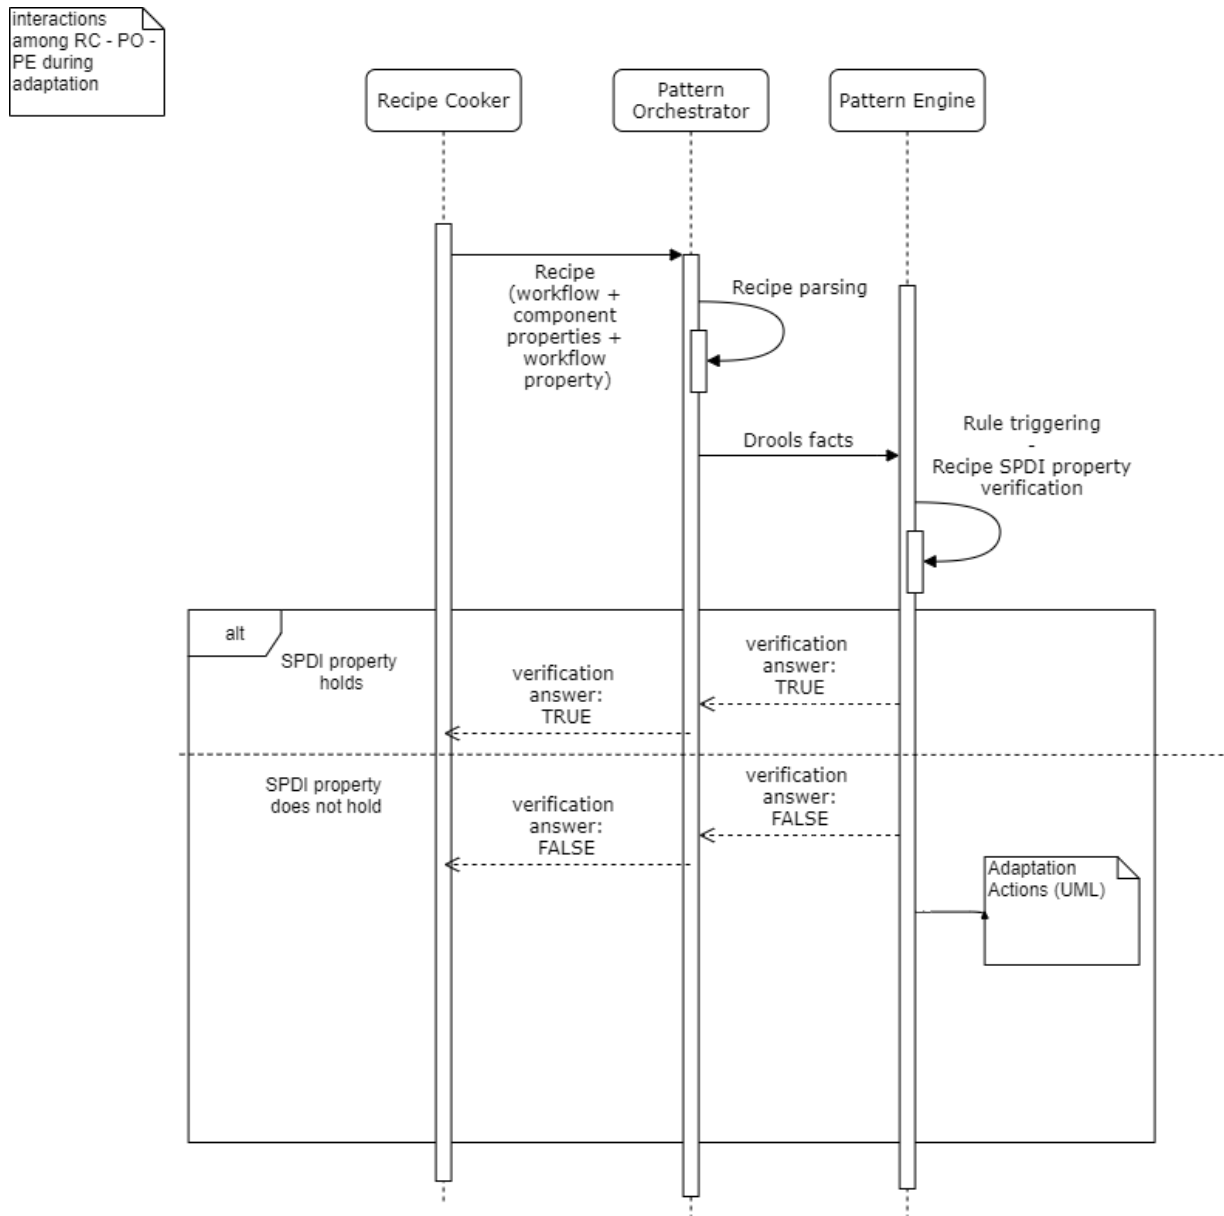 interactions
among RC - PO -
PE during
adaptation
Recipe Cooker
Pattern
Orchestrator
Pattern Engine
Recipe
(workflow +
component
properties +
workflow
property)
Recipe parsing
Drools facts
Rule triggering
-
Recipe SPDI property
verification
alt
SPDI property
holds
verification
answer:
TRUE
verification
answer:
TRUE
SPDI property
does not hold
verification
answer:
FALSE
verification
answer:
FALSE
Adaptation
Actions (UML)